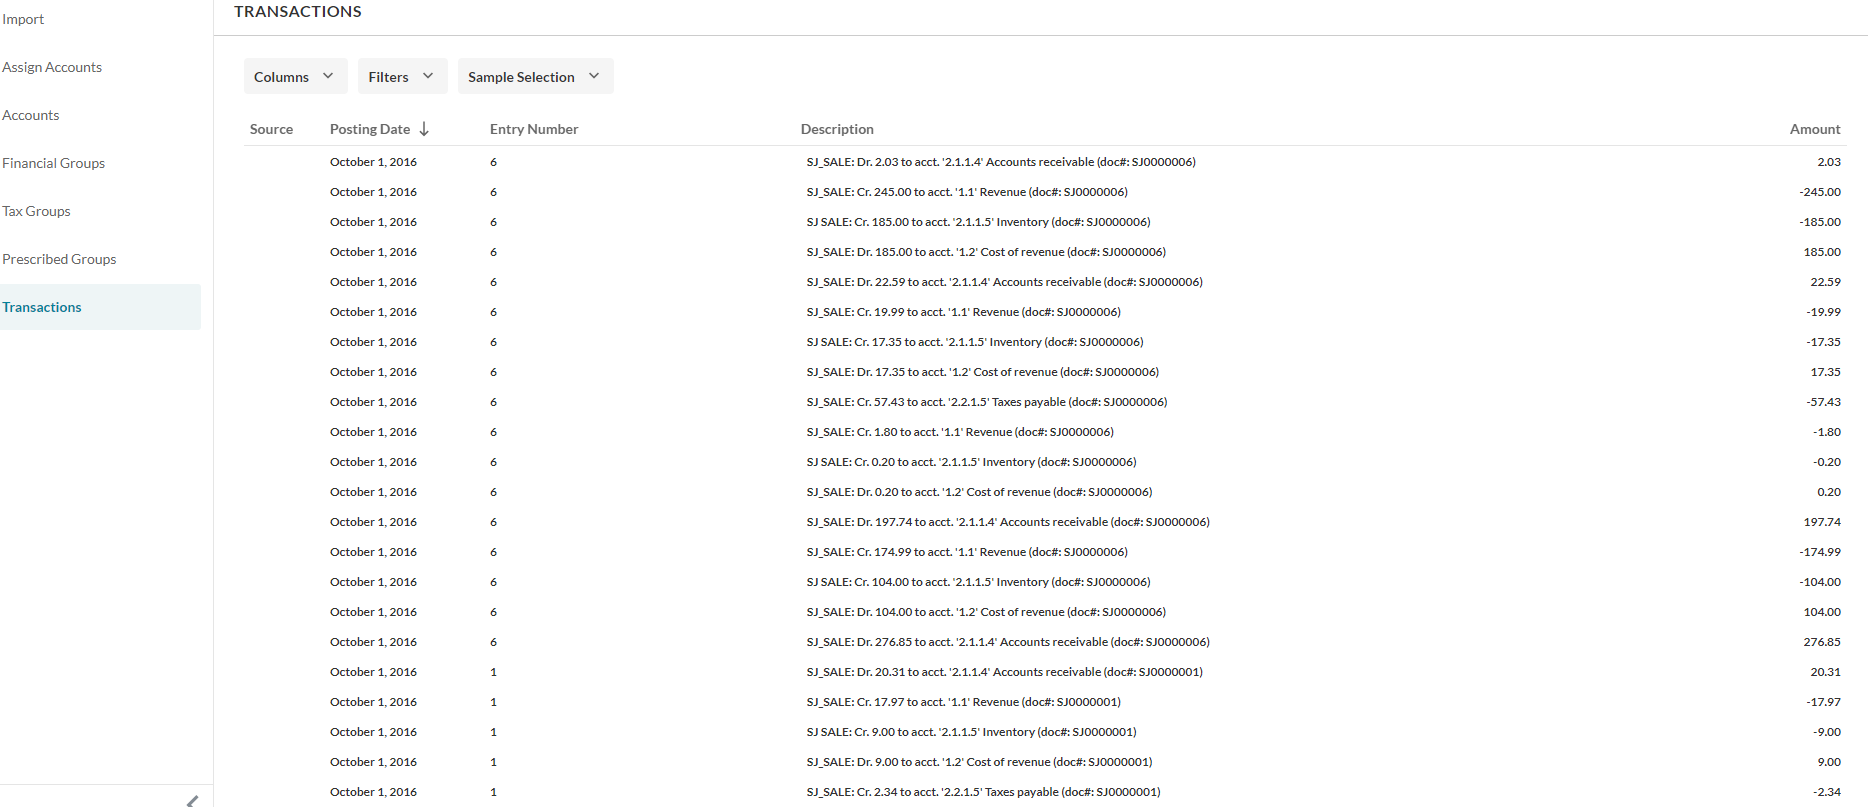 TRANSACTIONS
Import
Assign Accounts
Accounts
Financial Groups
Tax Groups
Prescribed Groups
Transactions
Columns Filters Sample Selection
Source Posting Date Entry Number Description Amount
October 1, 2016 6 SJ_SALE: Dr. 2.03 to acct. '2.1.1.4' Accounts receivable (doc#: SJ0000006) 2.03
October 1, 2016 6 SJ_SALE: Cr. 245.00 to acct. '1.1' Revenue (doc#: SJ0000006) -245.00
October 1, 2016 6 SJ SALE: Cr. 185.00 to acct. '2.1.1.5' Inventory (doc#: SJ0000006) -185.00
October 1, 2016 6 SJ_SALE: Dr. 185.00 to acct. '1.2' Cost of revenue (doc#: SJ0000006) 185.00
October 1, 2016 6 SJ_SALE: Dr. 22.59 to acct. '2.1.1.4' Accounts receivable (doc#: SJ0000006) 22.59
October 1, 2016 6 SJ_SALE: Cr. 19.99 to acct. '1.1' Revenue (doc#: SJ0000006) -19.99
October 1, 2016 6 SJ SALE: Cr. 17.35 to acct. '2.1.1.5' Inventory (doc#: SJ0000006) -17.35
October 1, 2016 6 SJ_SALE: Dr. 17.35 to acct. '1.2' Cost of revenue (doc#: SJ0000006) 17.35
October 1, 2016 6 SJ_SALE: Cr. 57.43 to acct. '2.2.1.5' Taxes payable (doc#: SJ0000006) -57.43
October 1, 2016 6 SJ_SALE: Cr. 1.80 to acct. '1.1' Revenue (doc#: SJ0000006) -1.80
October 1, 2016 6 SJ SALE: Cr. 0.20 to acct. '2.1.1.5' Inventory (doc#: SJ0000006) -0.20
October 1, 2016 6 SJ_SALE: Dr. 0.20 to acct. '1.2' Cost of revenue (doc#: SJ0000006) 0.20
October 1, 2016 6 SJ_SALE: Dr. 197.74 to acct. '2.1.1.4' Accounts receivable (doc#: SJ0000006) 197.74
October 1, 2016 6 SJ_SALE: Cr. 174.99 to acct. '1.1' Revenue (doc#: SJ0000006) -174.99
October 1, 2016 6 SJ SALE: Cr. 104.00 to acct. '2.1.1.5' Inventory (doc#: SJ0000006) -104.00
October 1, 2016 6 SJ_SALE: Dr. 104.00 to acct. '1.2' Cost of revenue (doc#: SJ0000006) 104.00
October 1, 2016 6 SJ_SALE: Dr. 276.85 to acct. '2.1.1.4' Accounts receivable (doc#: SJ0000006) 276.85
October 1, 2016 1 SJ_SALE: Dr. 20.31 to acct. '2.1.1.4' Accounts receivable (doc#: SJ0000001) 20.31
October 1, 2016 1 SJ_SALE: Cr. 17.97 to acct. '1.1' Revenue (doc#: SJ0000001) -17.97
October 1, 2016 1 SJ SALE: Cr. 9.00 to acct. '2.1.1.5' Inventory (doc#: SJ0000001) -9.00
October 1, 2016 1 SJ_SALE: Dr. 9.00 to acct. '1.2' Cost of revenue (doc#: SJ0000001) 9.00
October 1, 2016 1 SJ_SALE: Cr. 2.34 to acct. '2.2.1.5' Taxes payable (doc#: SJ0000001) -2.34